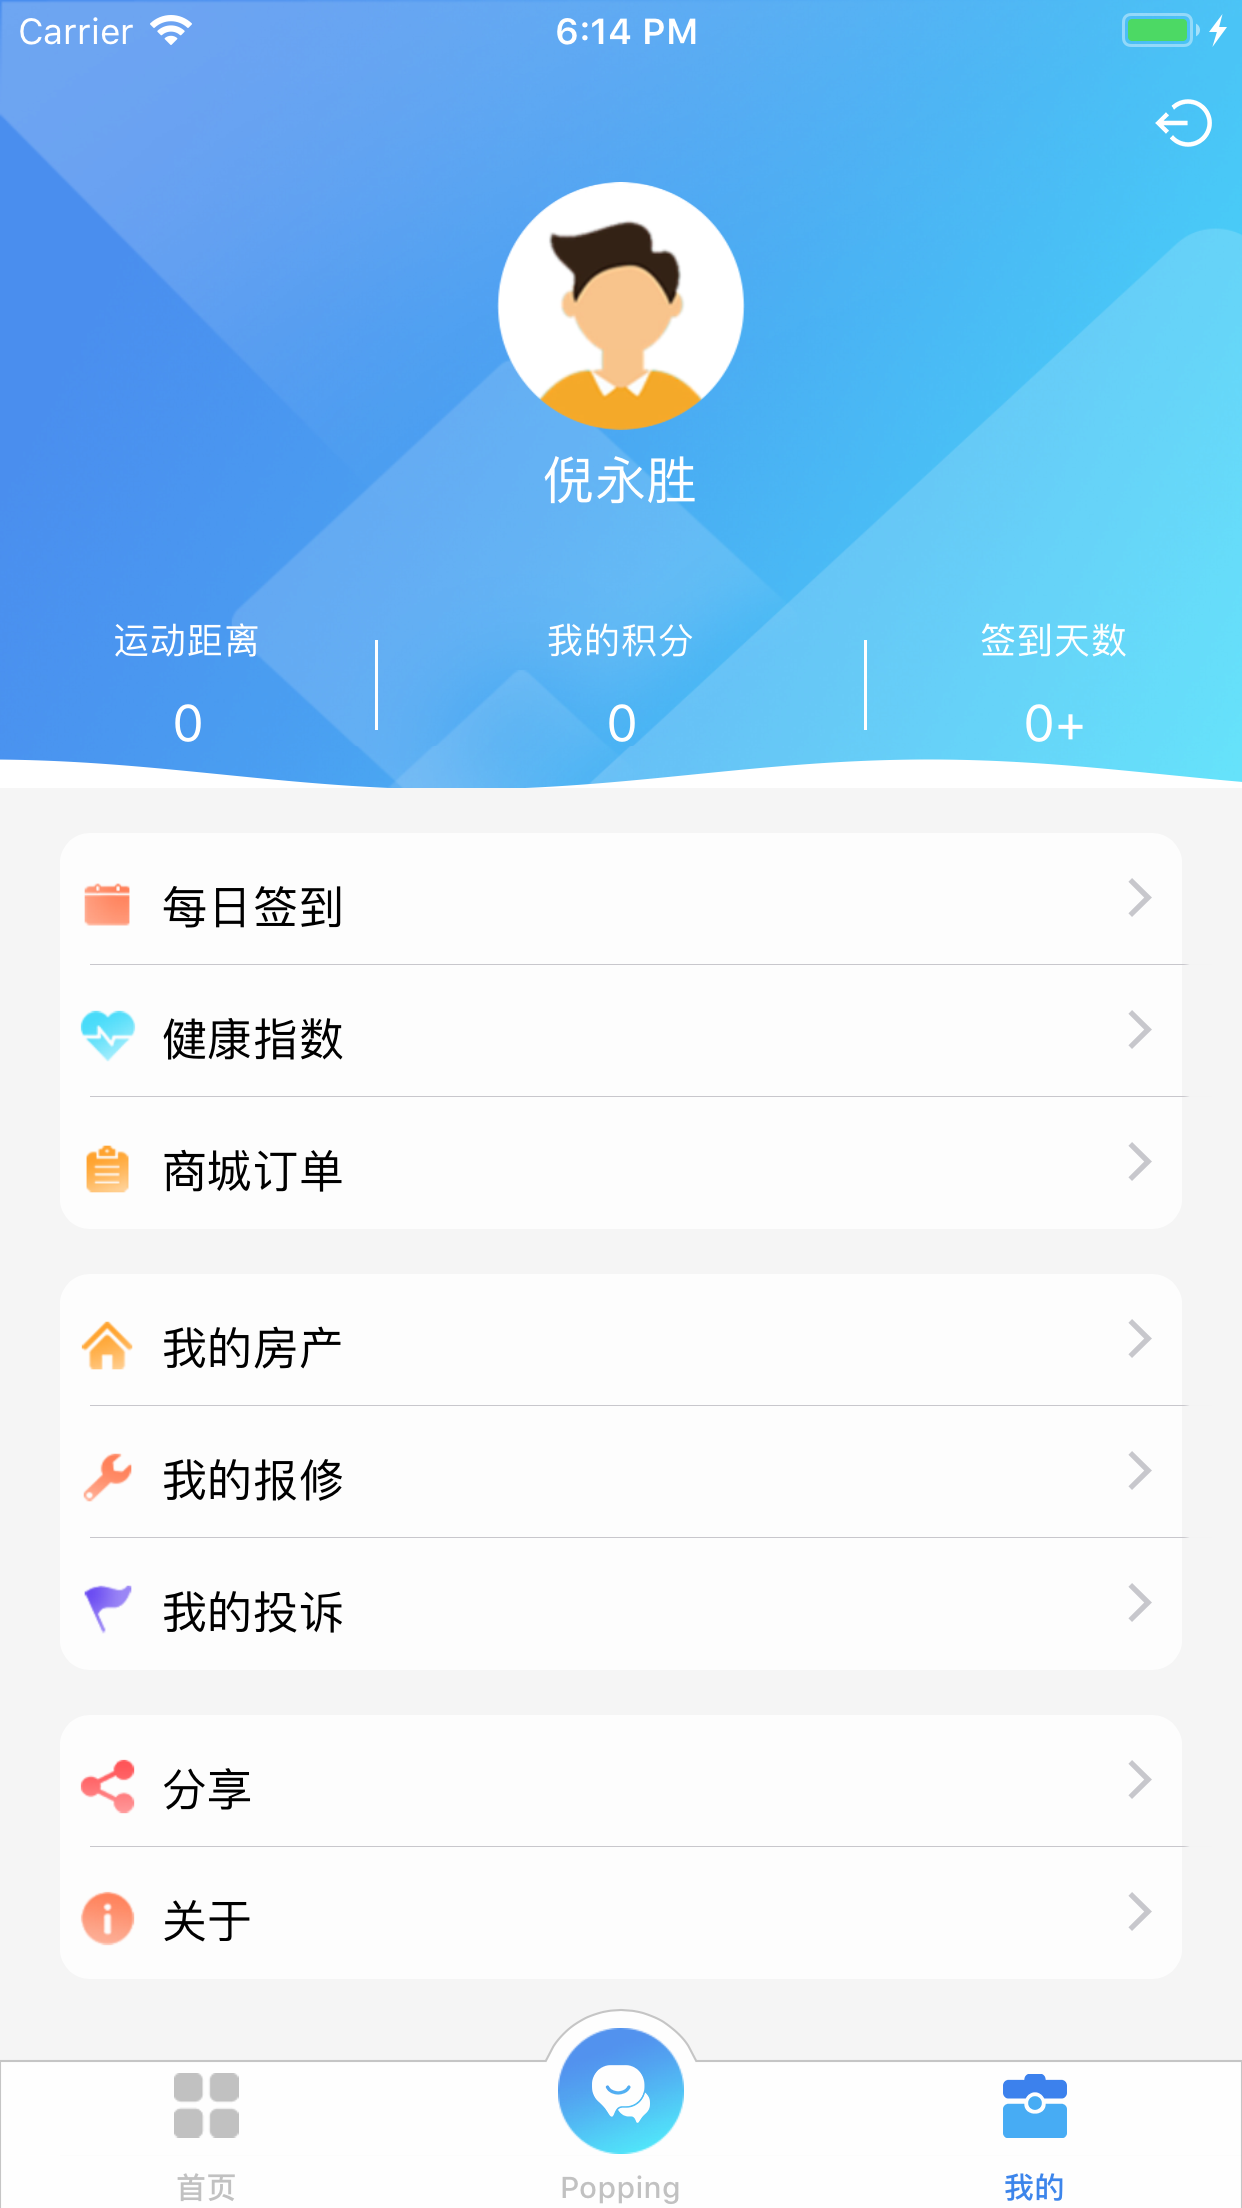 Carrier 6:14 PM
倪永胜
运动距离 我的积分 签到天数
0 0 0+
每日签到
健康指数
商城订单
我的房产
我的报修
我的投诉
分享
关于
首页 Popping 我的